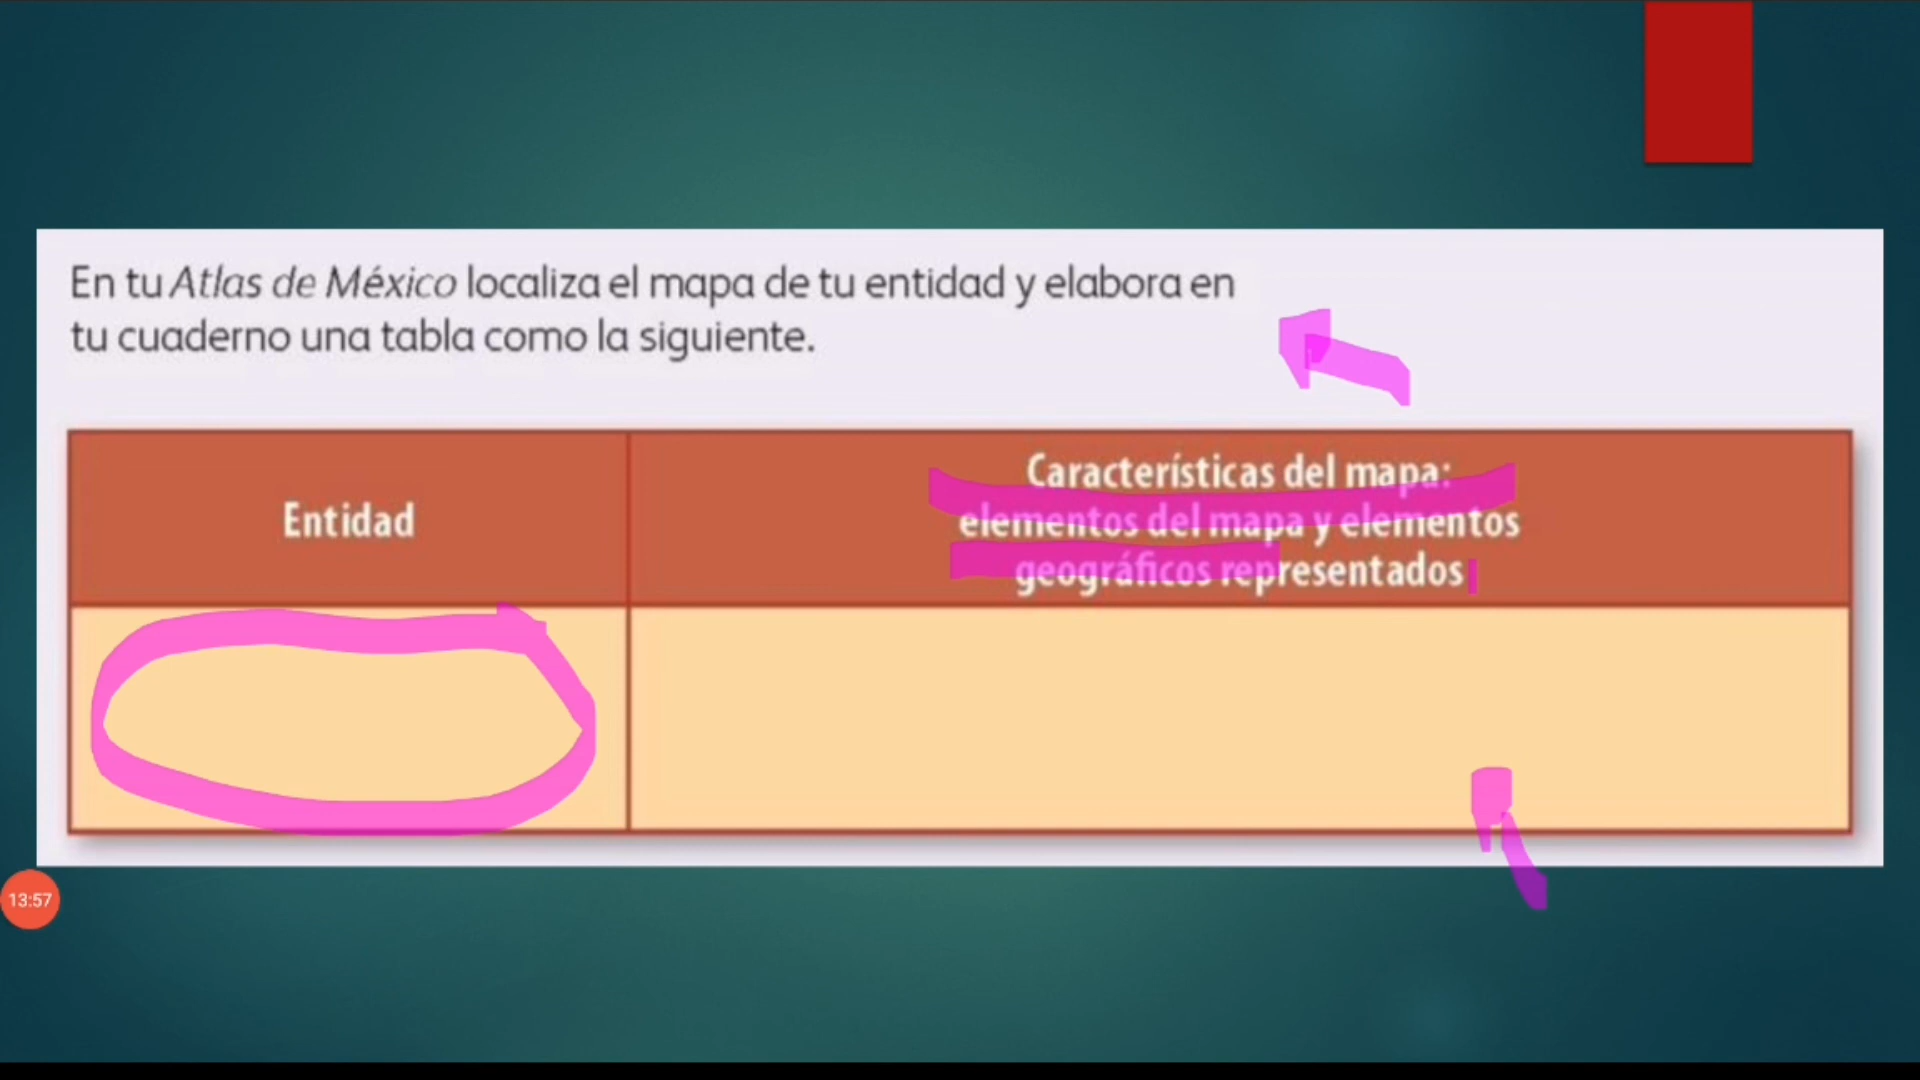 En tu Atlas de México localiza el mapa de tu entidad y elabora en
tu cuaderno una tabla como la siguiente.
Entidad
Características del mapa:
elementos del mapa y elementos
geográficos representados
13:57